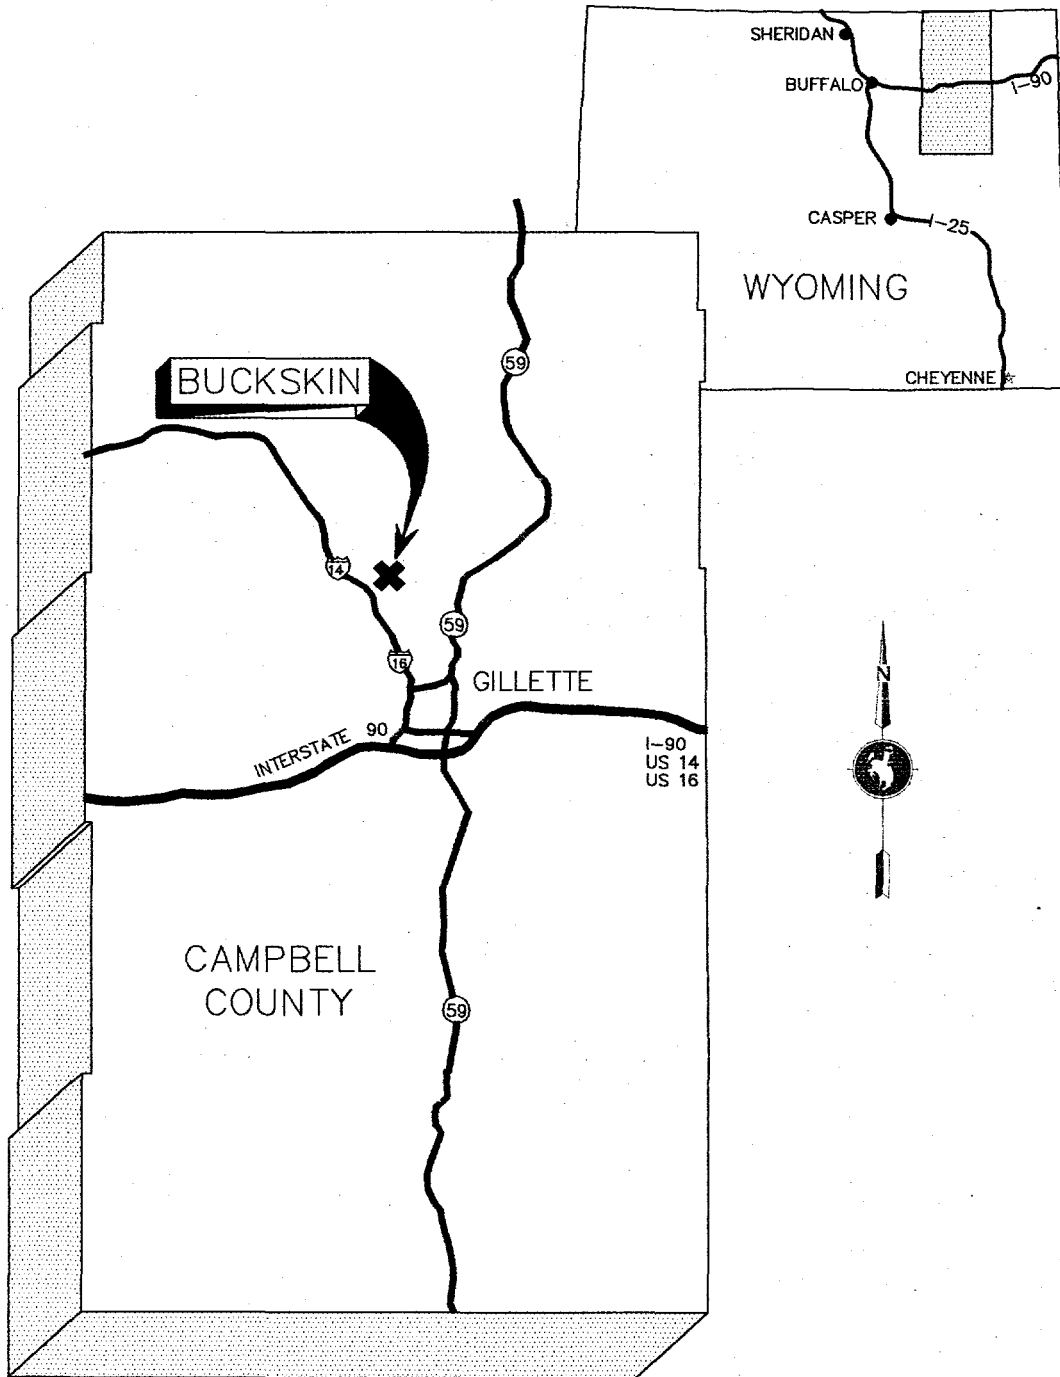 SHERIDAN
BUFFALO
I-90
CASPER
I-25
WYOMING
CHEYENNE
59
BUCKSKIN
14
59
16
GILLETTE
INTERSTATE 90
I-90
US 14
US 16
N
CAMPBELL
COUNTY
59